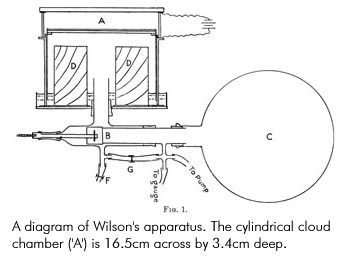 A
D
D
B
C
F
G
To gauge
To Pump
Fig. 1.
A diagram of Wilson's apparatus. The cylindrical cloud
chamber ('A') is 16.5cm across by 3.4cm deep.